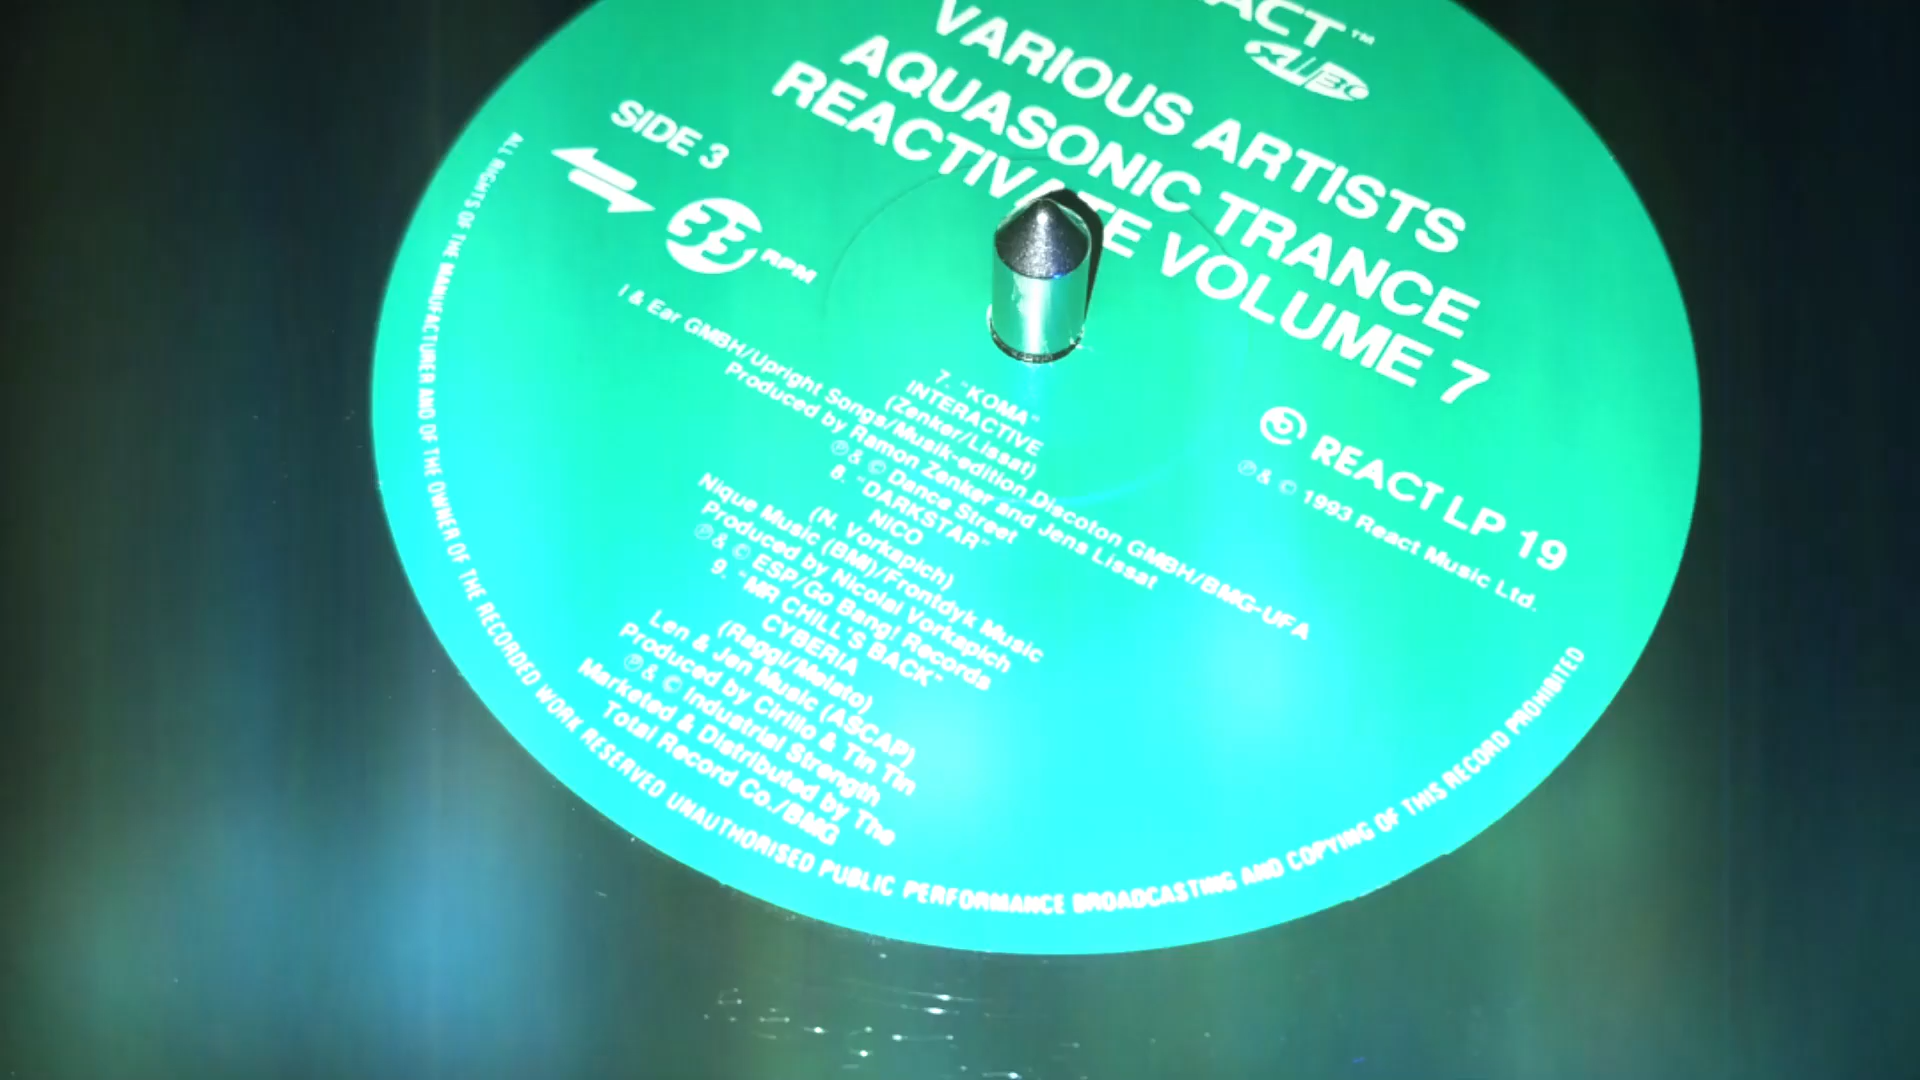 ACT™
VARIOUS ARTISTS
AQUASONIC TRANCE
REACTIVATE VOLUME 7
SIDE 3
33 RPM
REACT LP 19
℗ & © 1993 React Music Ltd.
7. "KOMA"
INTERACTIVE
(Zenker/Lissat)
I & Ear GMBH/Upright Songs/Musik-edition Discoton GMBH/BMG-UFA
Produced by Ramon Zenker and Jens Lissat
℗ & © Dance Street
8. "DARKSTAR"
NICO
(N. Vorkapich)
Nique Music (BMI)/Frontdyk Music
Produced by Nicolai Vorkapich
℗ & © ESP/Go Bang! Records
9. "MR CHILL'S BACK"
CYBERIA
(Raggi/Melato)
Len & Jen Music (ASCAP)
Produced by Cirillo & Tin Tin
℗ & © Industrial Strength
Marketed & Distributed by The
Total Record Co./BMG
ALL RIGHTS OF THE MANUFACTURER AND OF THE OWNER OF THE RECORDED WORK RESERVED UNAUTHORISED PUBLIC PERFORMANCE BROADCASTING AND COPYING OF THIS RECORD PROHIBITED